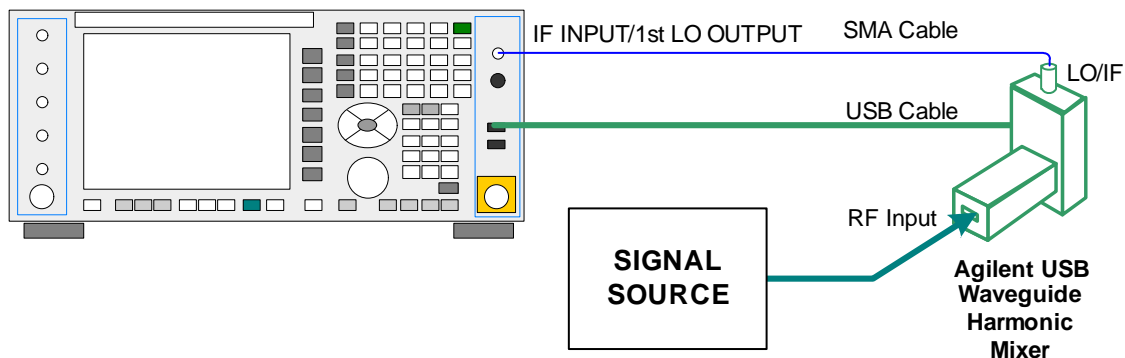 IF INPUT/1st LO OUTPUT
SMA Cable
LO/IF
USB Cable
RF Input
SIGNAL
SOURCE
Agilent USB
Waveguide
Harmonic
Mixer